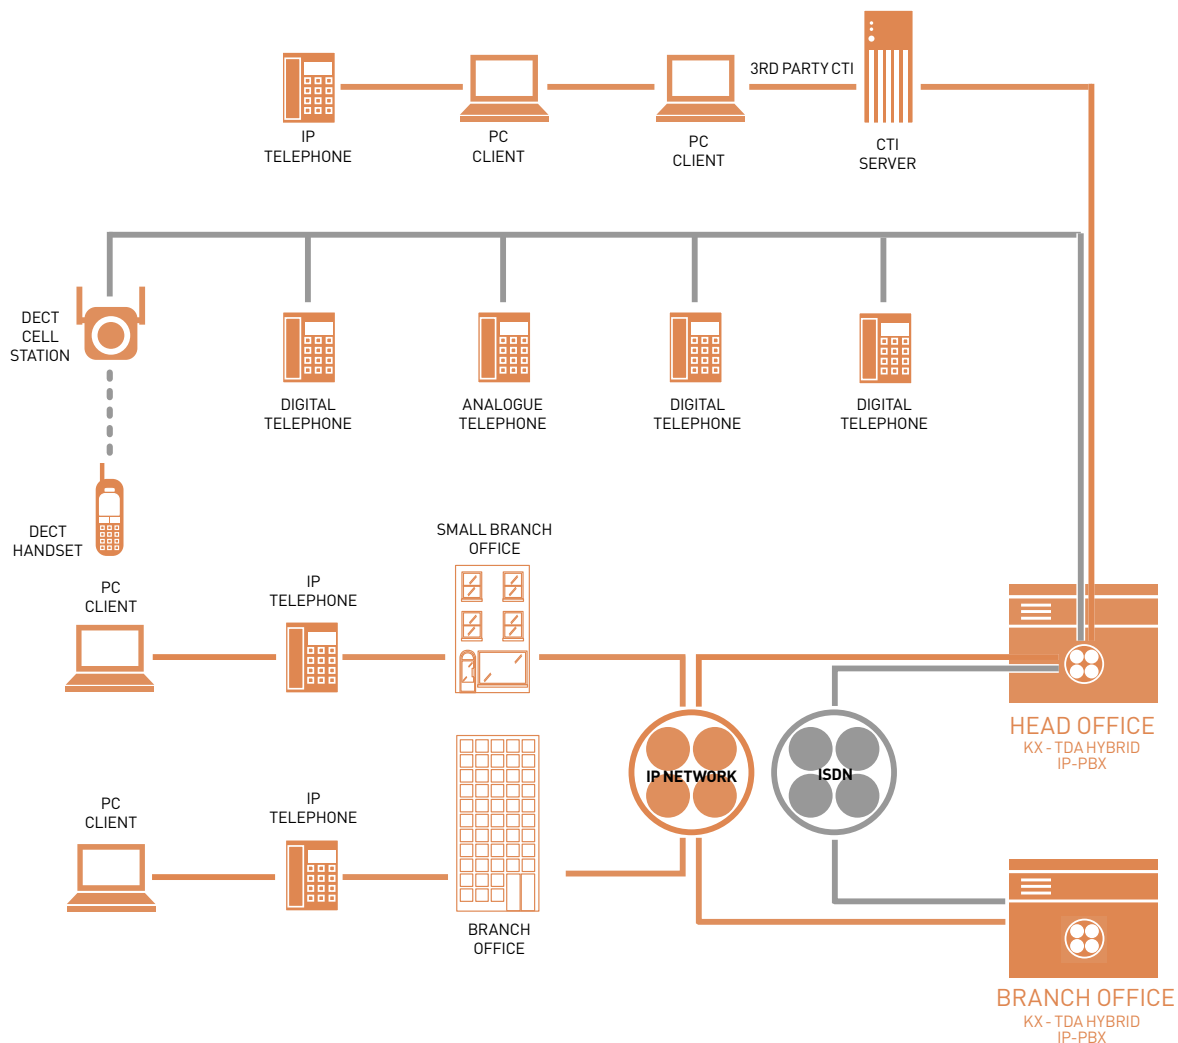 3RD PARTY CTI
IP
TELEPHONE
PC
CLIENT
PC
CLIENT
CTI
SERVER
DECT
CELL
STATION
DIGITAL
TELEPHONE
ANALOGUE
TELEPHONE
DIGITAL
TELEPHONE
DIGITAL
TELEPHONE
DECT
HANDSET
SMALL BRANCH
OFFICE
PC
CLIENT
IP
TELEPHONE
HEAD OFFICE
KX - TDA HYBRID
IP-PBX
IP NETWORK
ISDN
PC
CLIENT
IP
TELEPHONE
BRANCH
OFFICE
BRANCH OFFICE
KX - TDA HYBRID
IP-PBX